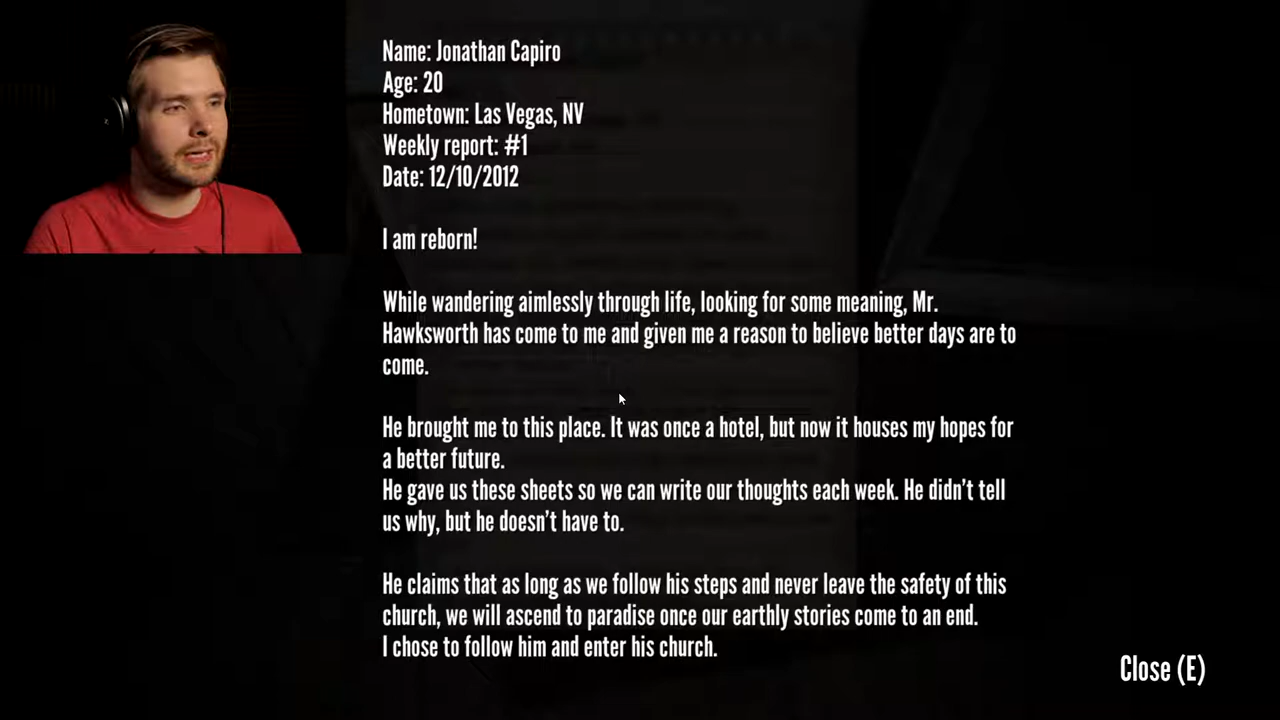 Name: Jonathan Capiro
Age: 20
Hometown: Las Vegas, NV
Weekly report: #1
Date: 12/10/2012
I am reborn!
While wandering aimlessly through life, looking for some meaning, Mr.
Hawksworth has come to me and given me a reason to believe better days are to
come.
He brought me to this place. It was once a hotel, but now it houses my hopes for
a better future.
He gave us these sheets so we can write our thoughts each week. He didn't tell
us why, but he doesn't have to.
He claims that as long as we follow his steps and never leave the safety of this
church, we will ascend to paradise once our earthly stories come to an end.
I chose to follow him and enter his church.
Close (E)